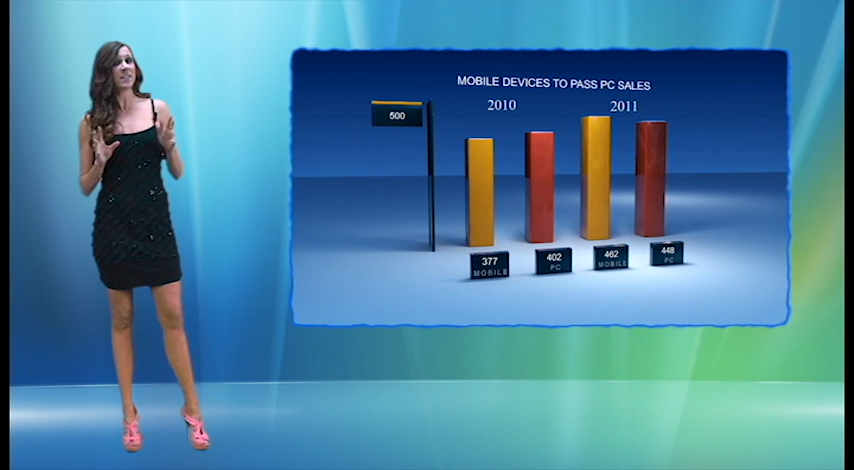 MOBILE DEVICES TO PASS PC SALES
2010 2011
500
377 402 462 448
MOBILE PC MOBILE PC